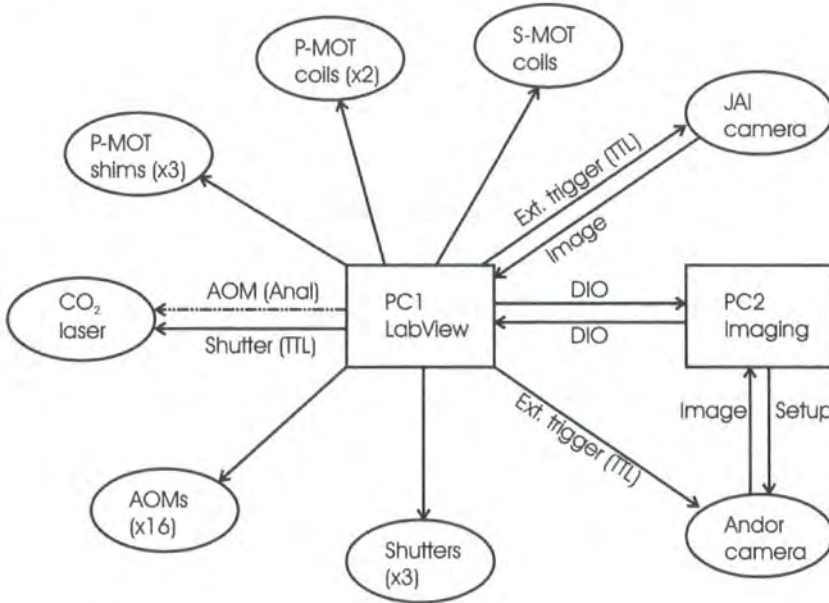 P-MOT
coils (x2)
S-MOT
coils
JAI
camera
P-MOT
shims (x3)
Ext. trigger (TTL)
Image
CO₂
laser
AOM (Anal)
Shutter (TTL)
PC1
LabView
DIO
DIO
PC2
Imaging
Ext. trigger (TTL)
Image
Setup
AOMs
(x16)
Shutters
(x3)
Andor
camera